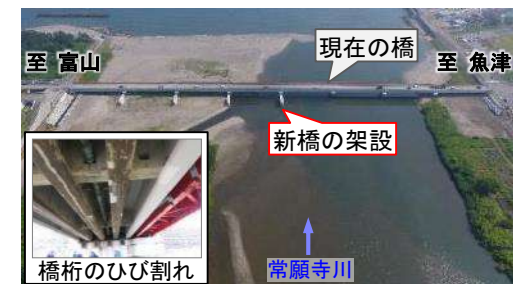 現在の橋
至 富山
至 魚津
新橋の架設
橋桁のひび割れ
常願寺川